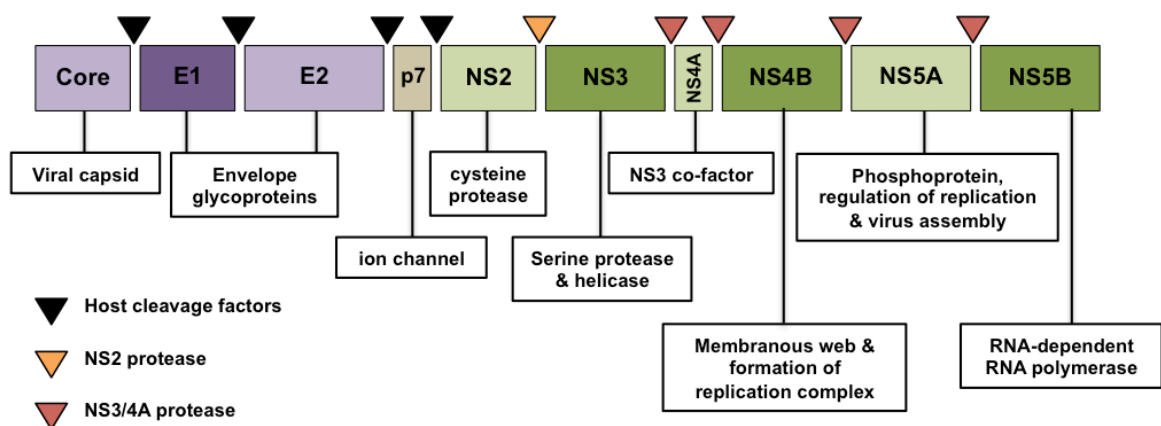 Core
E1
E2
p7
NS2
NS3
NS4A
NS4B
NS5A
NS5B
Viral capsid
Envelope
glycoproteins
cysteine
protease
NS3 co-factor
Phosphoprotein,
regulation of replication
& virus assembly
ion channel
Serine protease
& helicase
Host cleavage factors
NS2 protease
NS3/4A protease
Membranous web &
formation of
replication complex
RNA-dependent
RNA polymerase